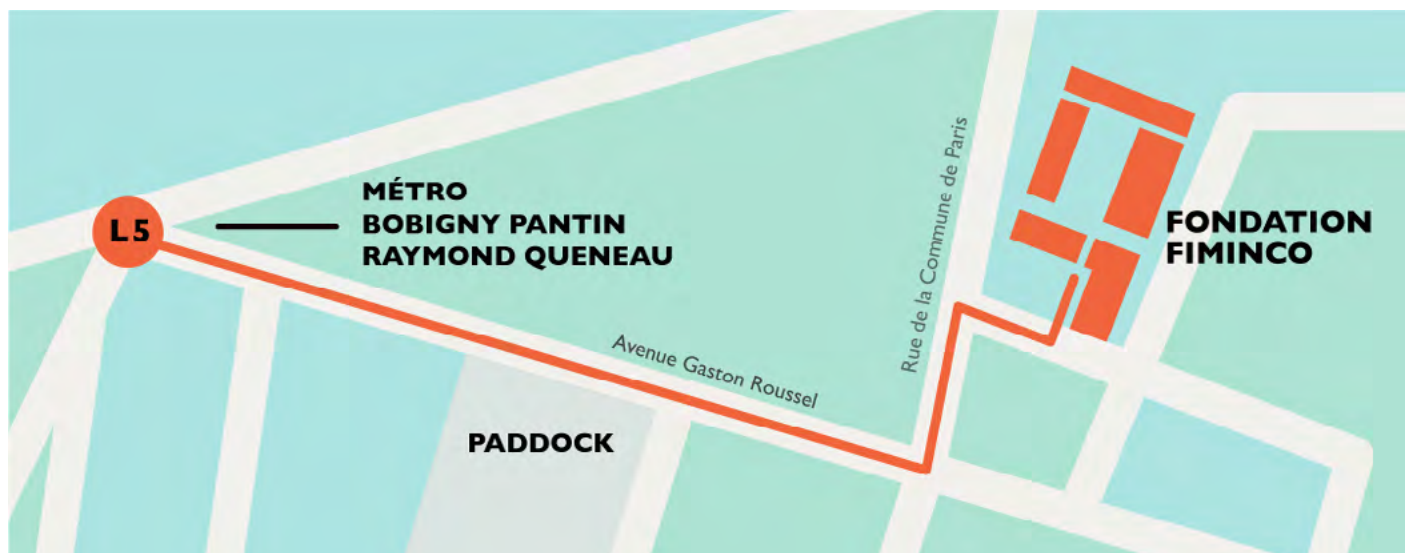 L5
MÉTRO
BOBIGNY PANTIN
RAYMOND QUENEAU
Avenue Gaston Roussel
PADDOCK
Rue de la Commune de Paris
FONDATION
FIMINCO